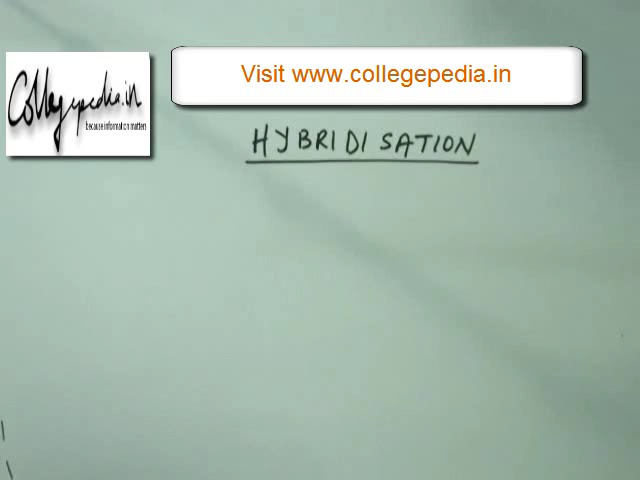 Visit www.collegepedia.in
Collegepedia.in
because information matters
HYBRIDISATION